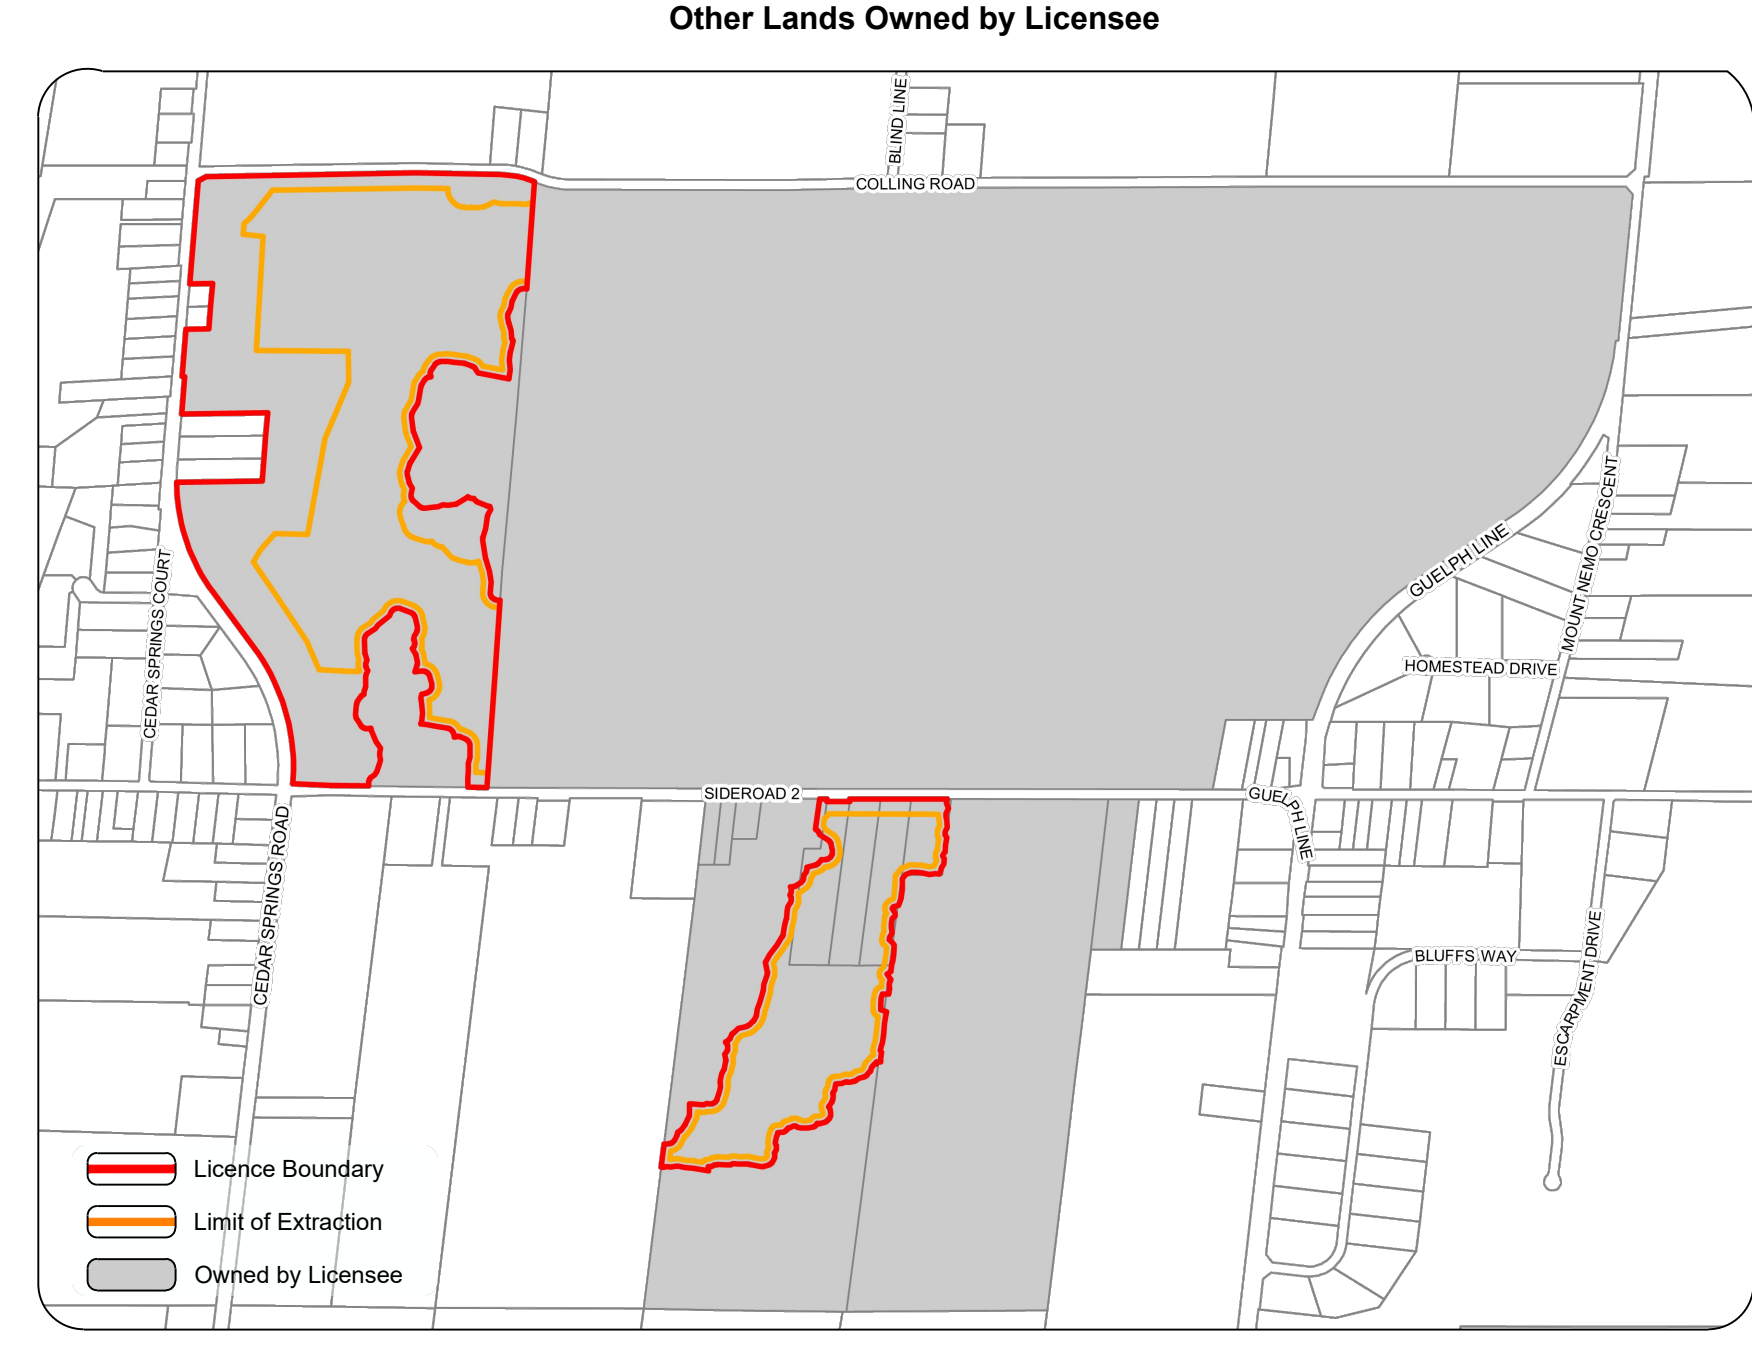 Other Lands Owned by Licensee
BLIND LINE
COLLING ROAD
GUELPH LINE
MOUNT NEMO CRESCENT
CEDAR SPRINGS COURT
HOMESTEAD DRIVE
SIDEROAD 2
GUELPH LINE
CEDAR SPRINGS ROAD
BLUFFS WAY
ESCARPMENT DRIVE
Licence Boundary
Limit of Extraction
Owned by Licensee